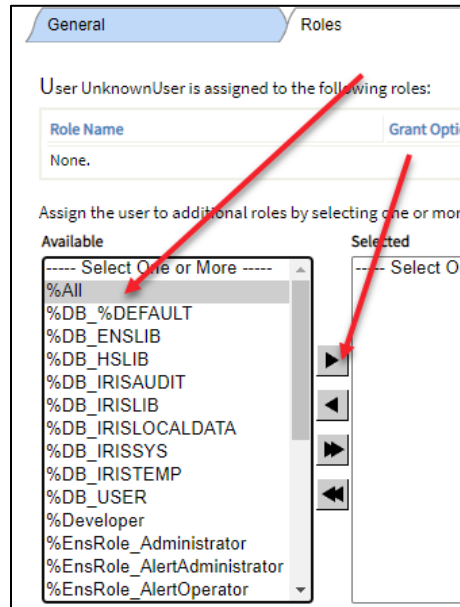 General Roles
User UnknownUser is assigned to the following roles:
Role Name Grant Opti
None.
Assign the user to additional roles by selecting one or mor
Available Selected
----- Select One or More ----- ----- Select O
%All
%DB_%DEFAULT
%DB_ENSLIB
%DB_HSLIB
%DB_IRISAUDIT
%DB_IRISLIB
%DB_IRISLOCALDATA
%DB_IRISSYS
%DB_IRISTEMP
%DB_USER
%Developer
%EnsRole_Administrator
%EnsRole_AlertAdministrator
%EnsRole_AlertOperator